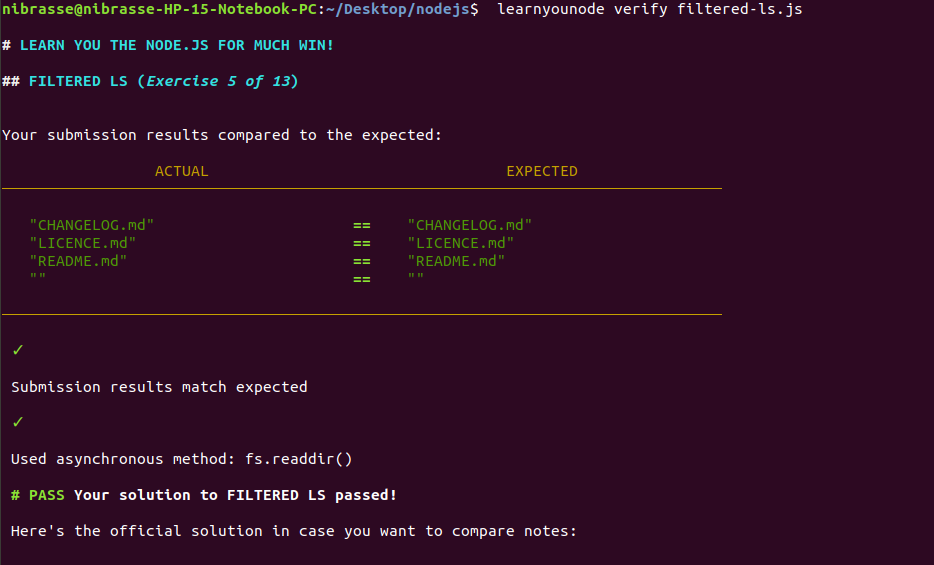 nibrasse@nibrasse-HP-15-Notebook-PC:~/Desktop/nodejs$  learnyounode verify filtered-ls.js
# LEARN YOU THE NODE.JS FOR MUCH WIN!
## FILTERED LS (Exercise 5 of 13)
Your submission results compared to the expected:
ACTUAL EXPECTED
"CHANGELOG.md" == "CHANGELOG.md"
"LICENCE.md" == "LICENCE.md"
"README.md" == "README.md"
"" == ""
✓
Submission results match expected
✓
Used asynchronous method: fs.readdir()
# PASS Your solution to FILTERED LS passed!
Here's the official solution in case you want to compare notes: